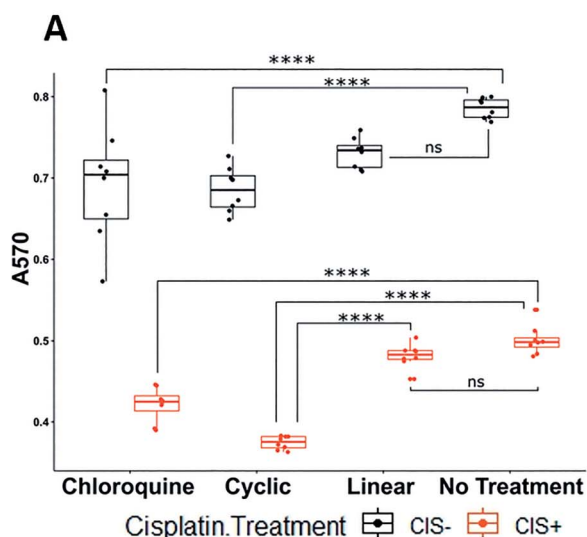 A
****
****
0.8
ns
0.7
A570
0.6
****
****
****
0.5
ns
0.4
Chloroquine Cyclic Linear No Treatment
Cisplatin.Treatment CIS- CIS+